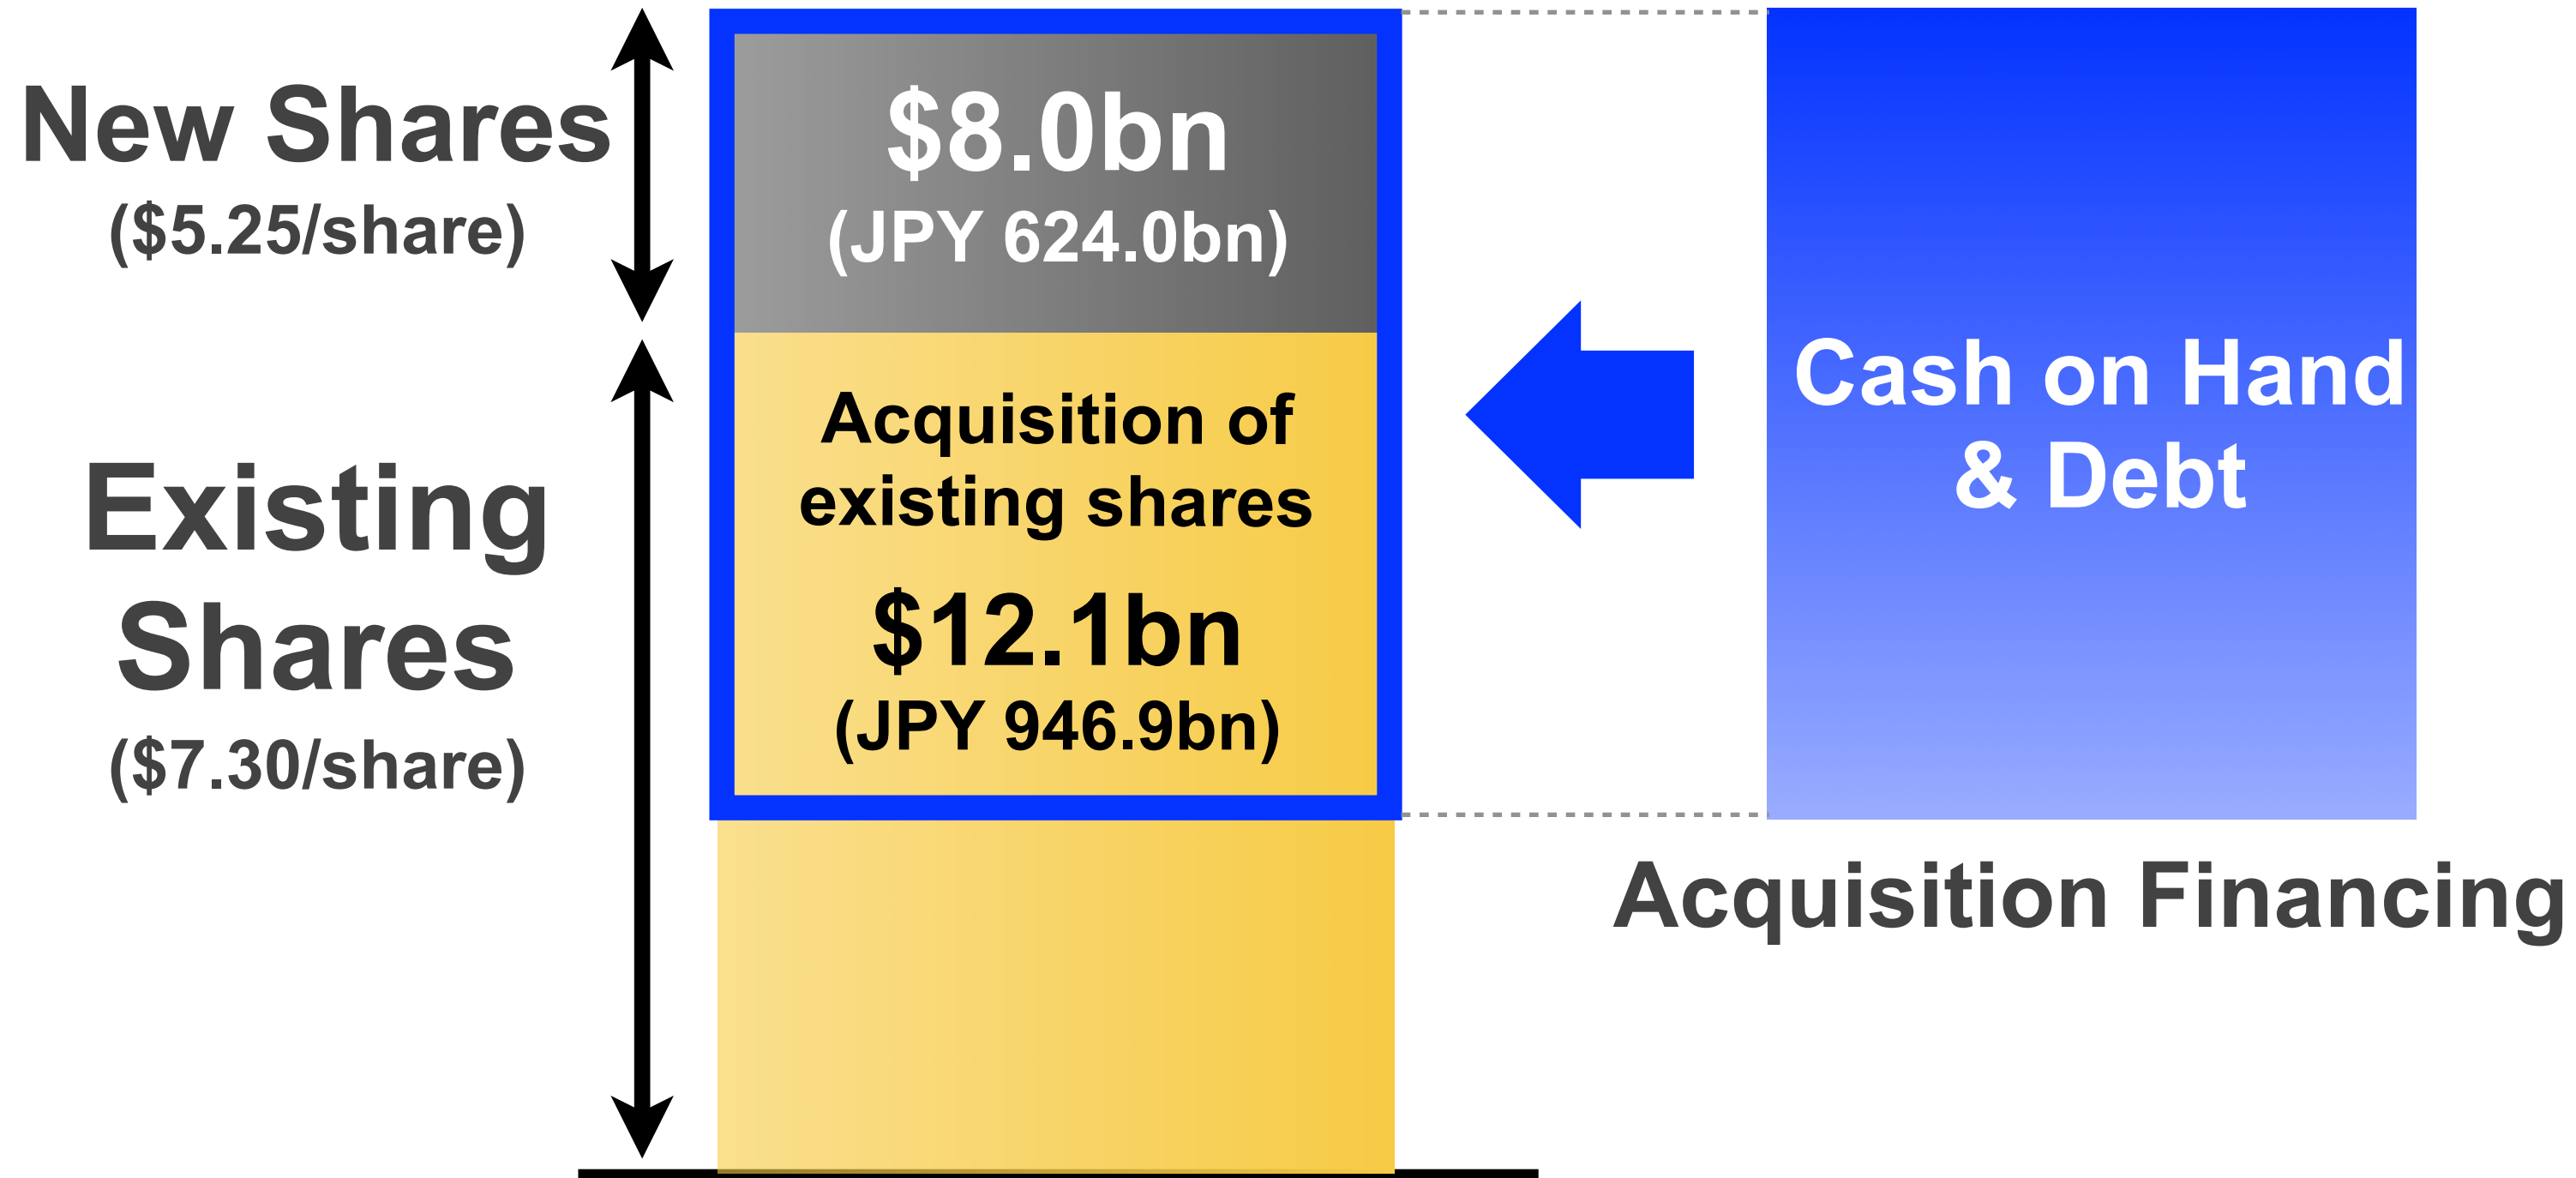 New Shares
($5.25/share)
$8.0bn
(JPY 624.0bn)
Existing
Shares
($7.30/share)
Acquisition of
existing shares
$12.1bn
(JPY 946.9bn)
Cash on Hand
& Debt
Acquisition Financing